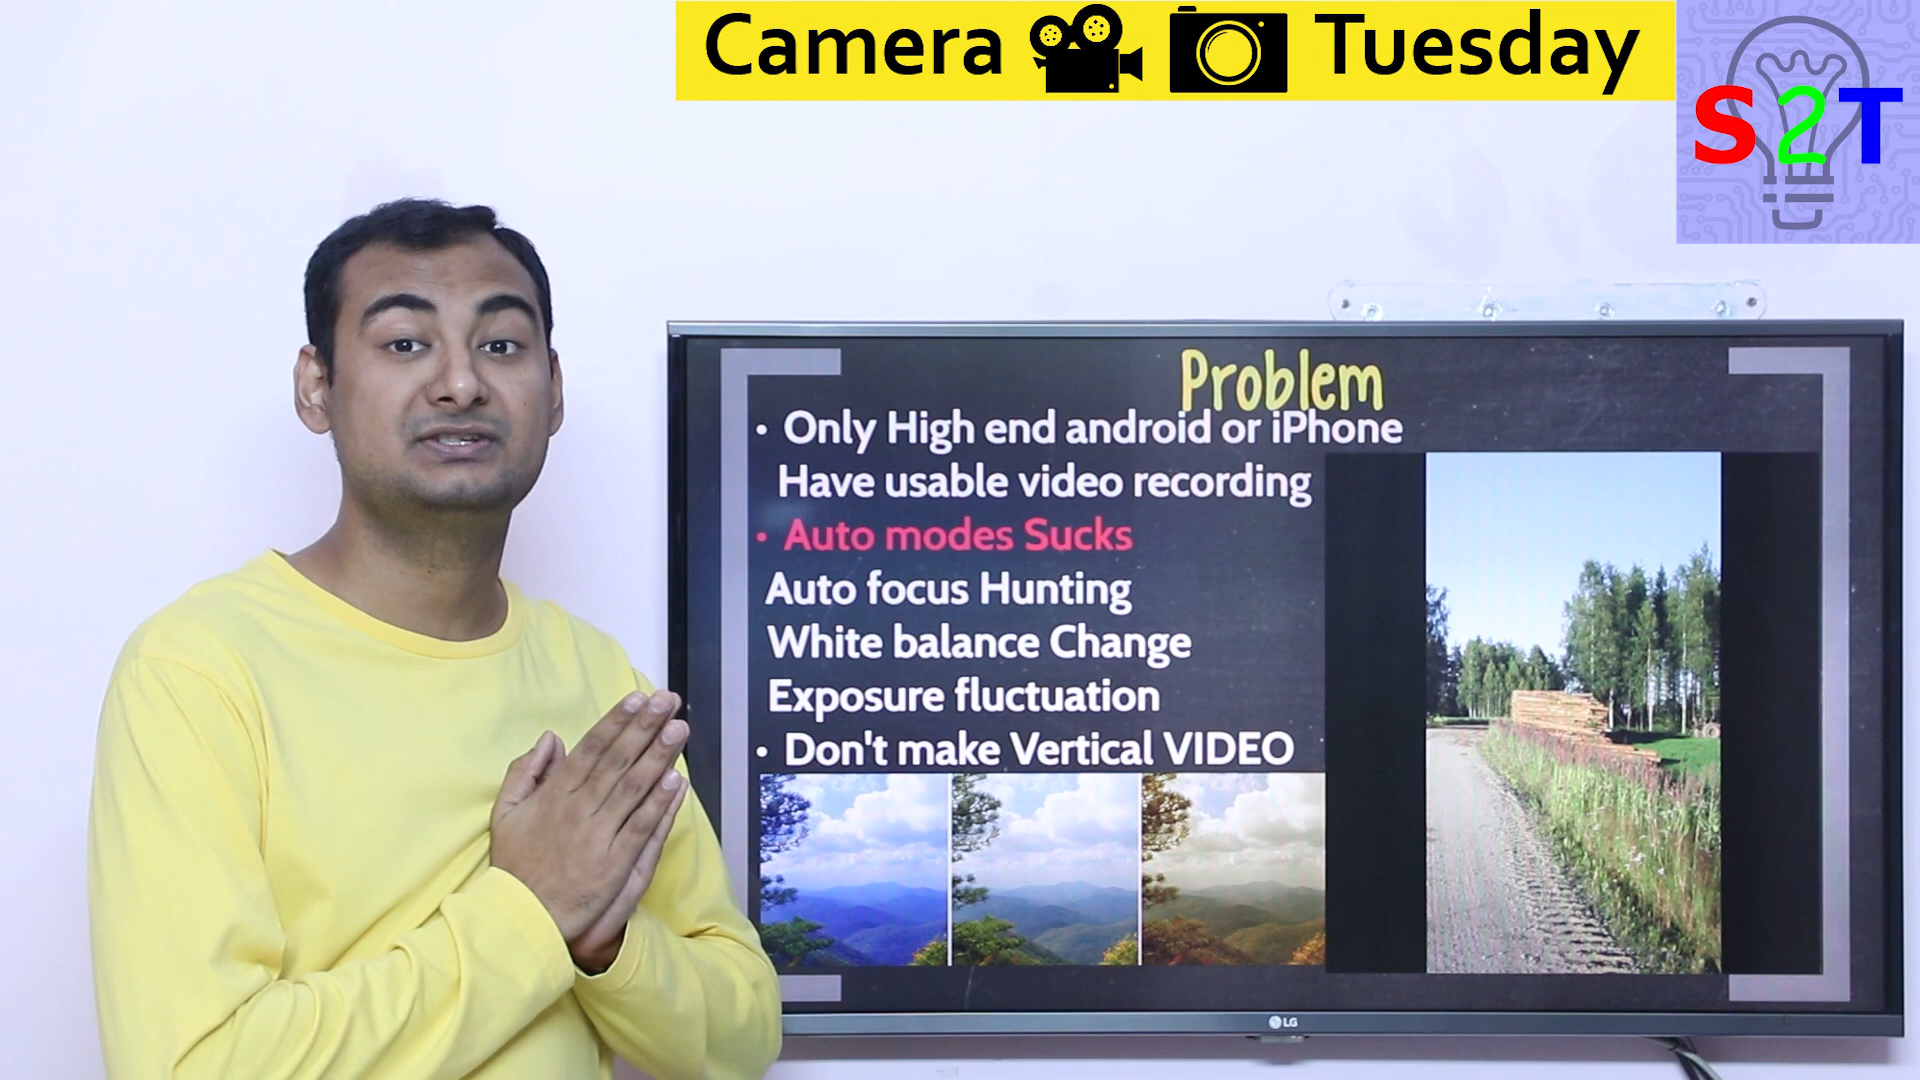 Camera Tuesday
S2T
Problem
• Only High end android or iPhone
Have usable video recording
• Auto modes Sucks
Auto focus Hunting
White balance Change
Exposure fluctuation
• Don't make Vertical VIDEO
LG